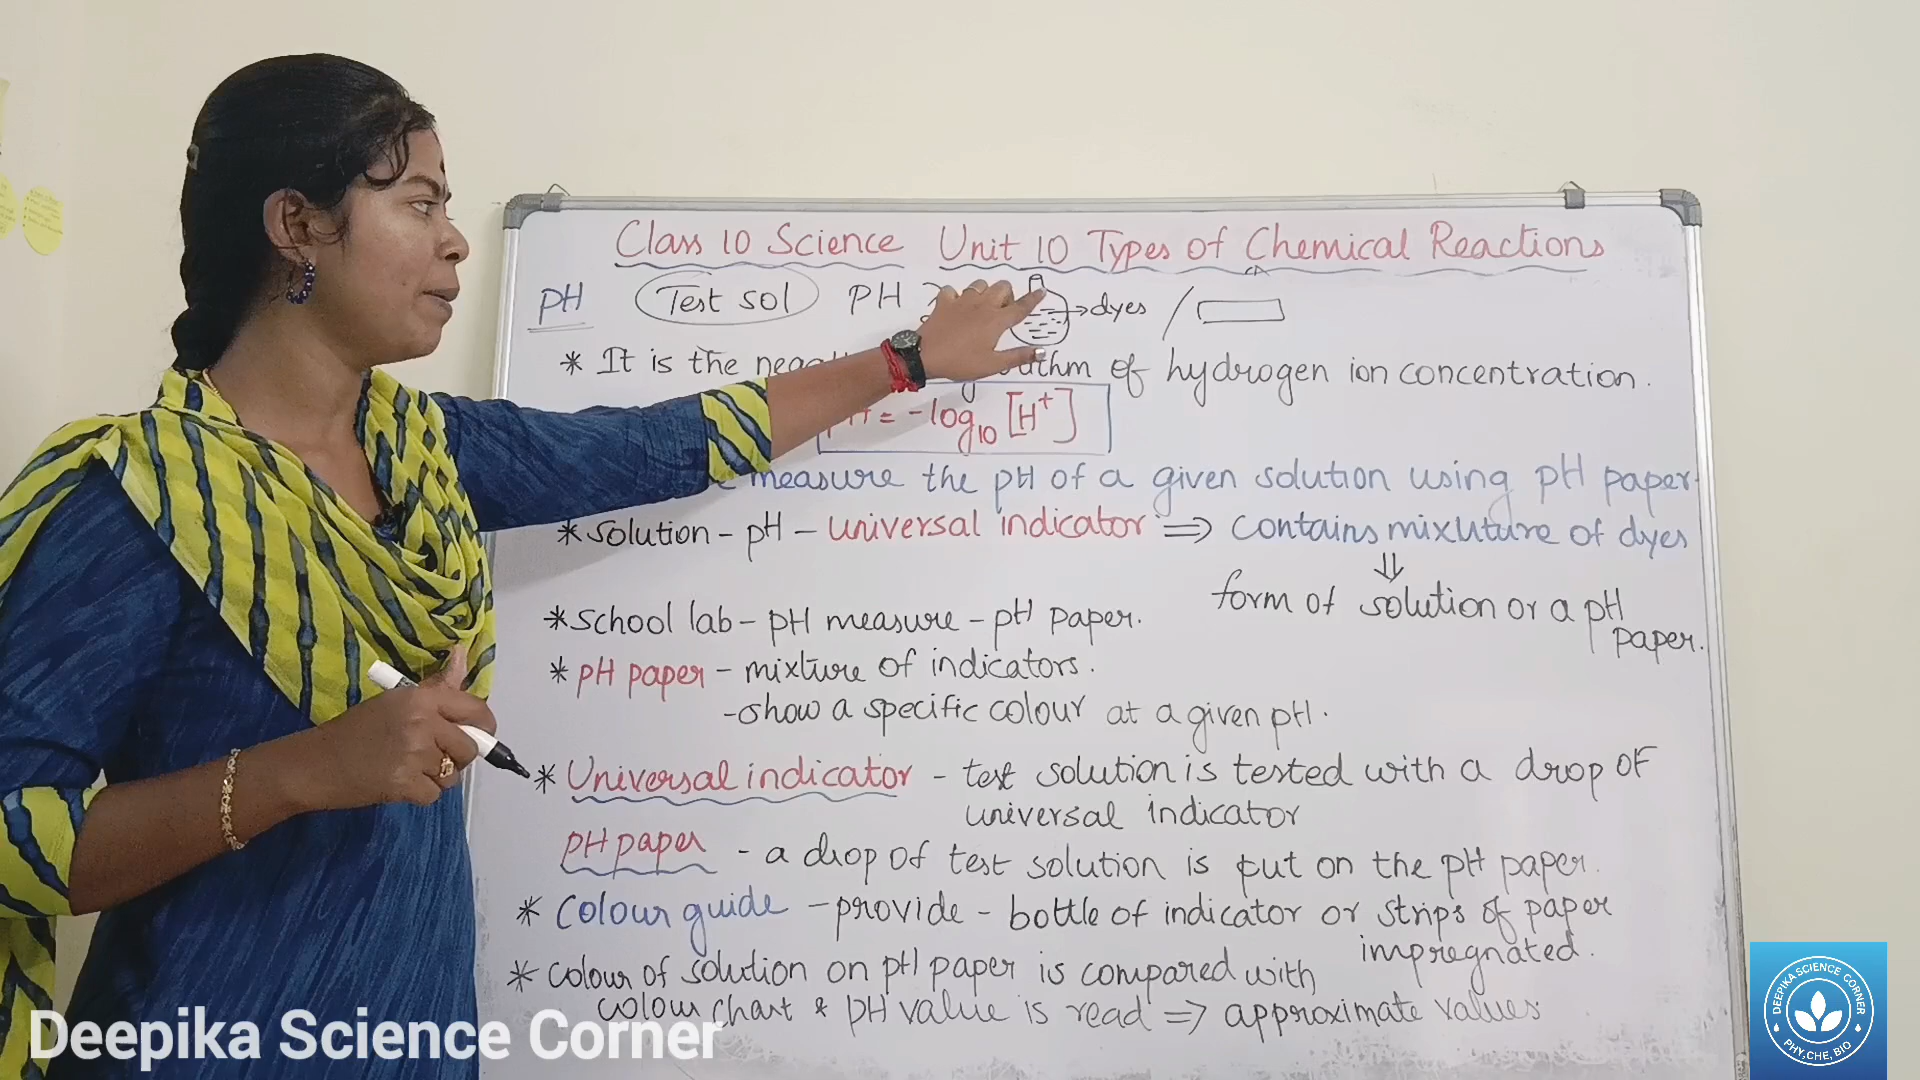 Class 10 Science Unit 10 Types of Chemical Reactions
pH Test sol PH → dyes /
* It is the of hydrogen ion concentration.
= -log10 [H+]
measure the pH of a given solution using pH paper.
* solution - pH - universal indicator ⇒ contains mixuture of dyes
⇓
form of solution or a pH
paper.
* School lab - pH measure - pH paper.
* pH paper - mixture of indicators.
- show a specific colour at a given pH.
* Universal indicator - test solution is tested with a drop of
universal indicator
PH paper - a drop of test solution is put on the pH paper.
* Colour guide - provide - bottle of indicator or strips of paper
impregnated.
* Colour of solution on pH paper is compared with
colour chart & pH value is read ⇒ approximate values.
Deepika Science Corner
DEEPIKA SCIENCE CORNER
PHY, CHE, BIO